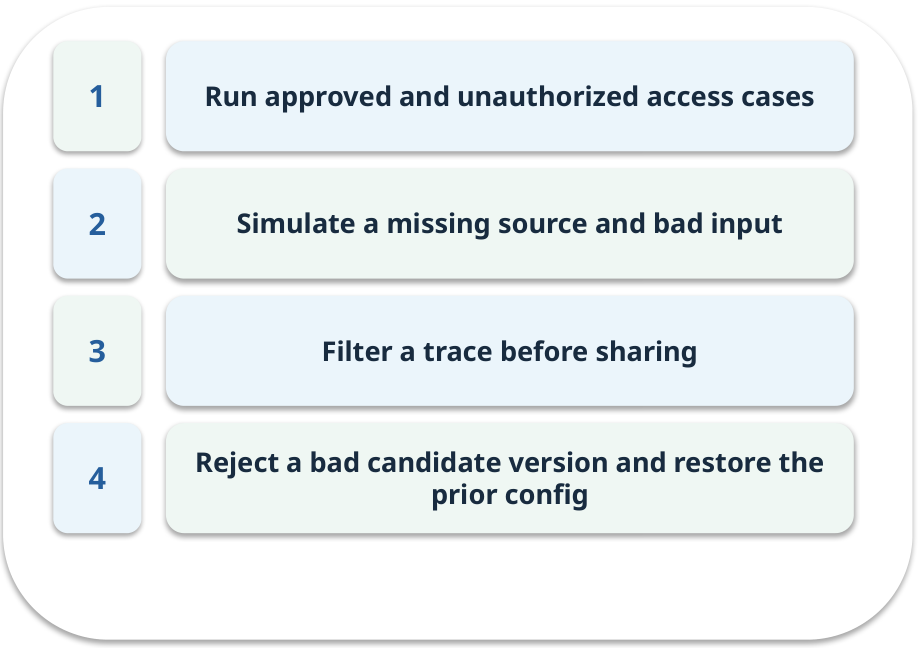 1
Run approved and unauthorized access cases
2
Simulate a missing source and bad input
3
Filter a trace before sharing
4
Reject a bad candidate version and restore the
prior config